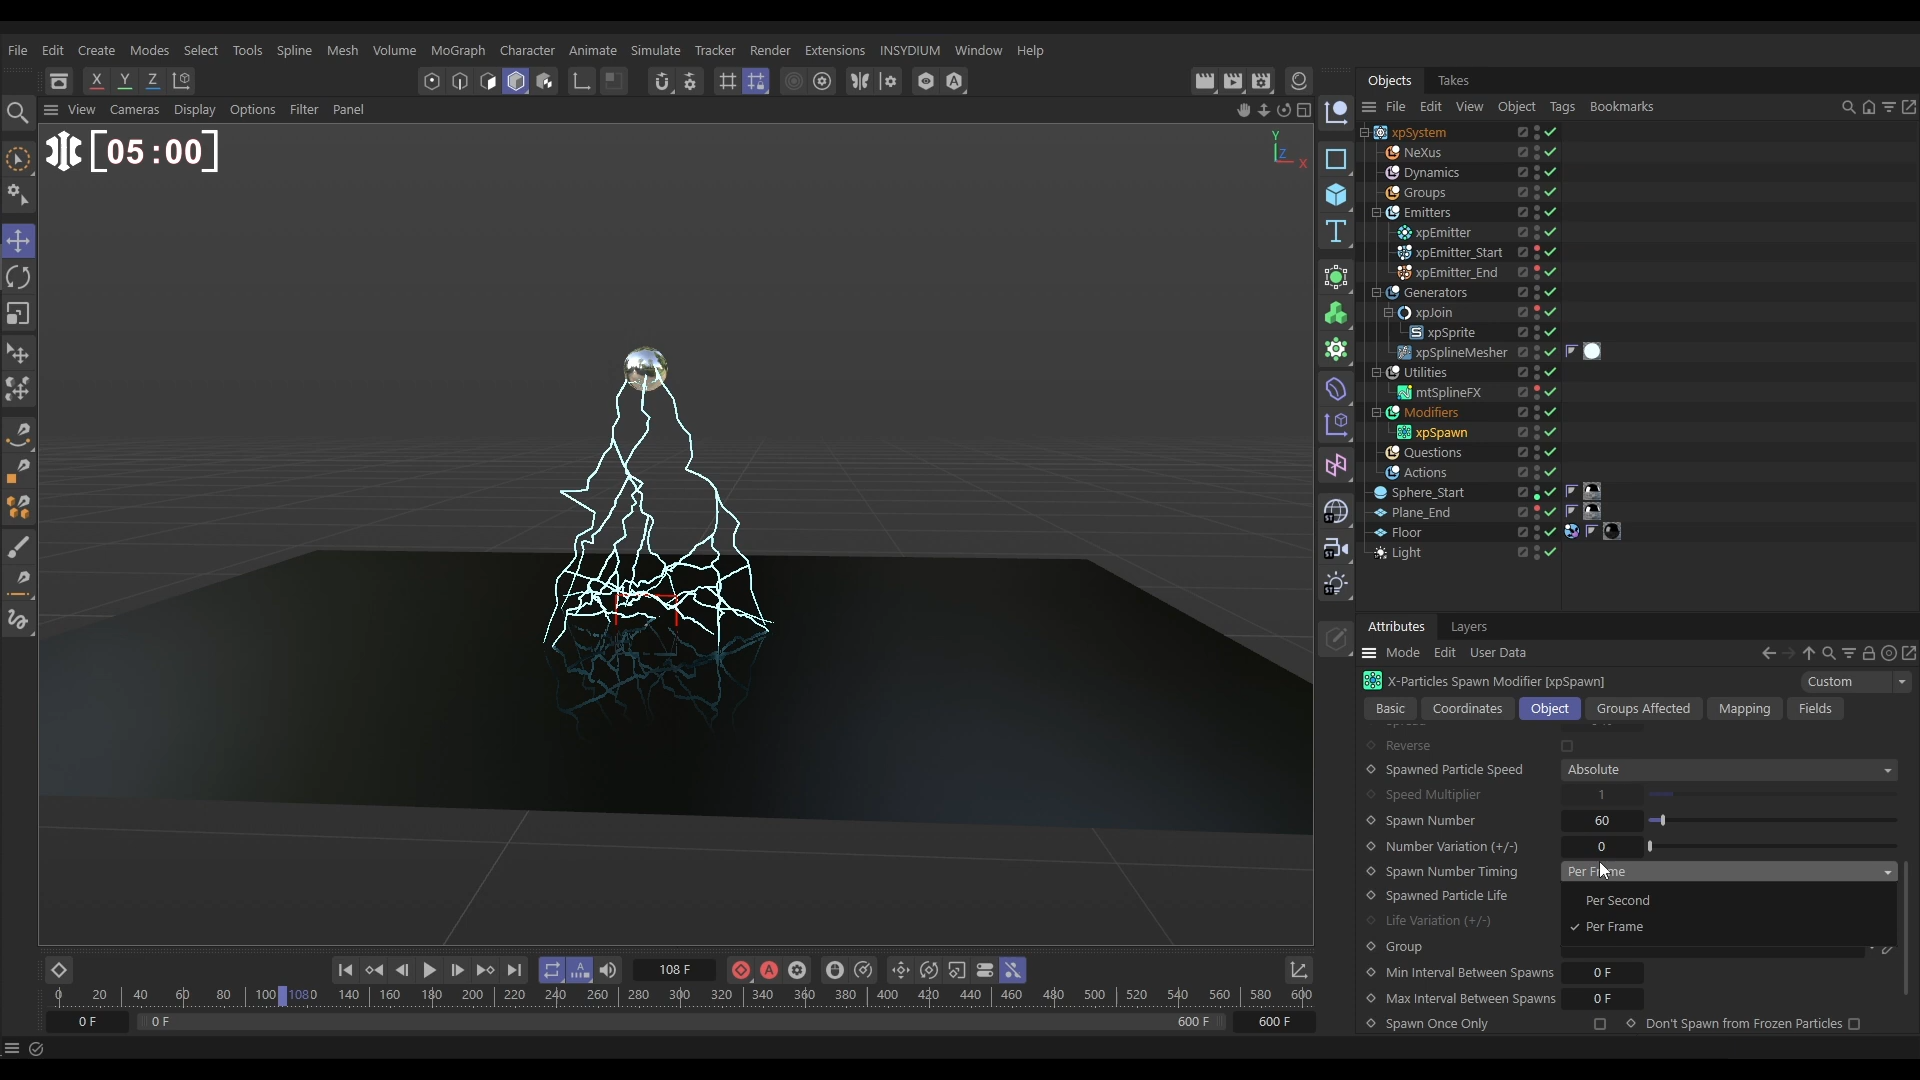 File Edit Create Modes Select Tools Spline Mesh Volume MoGraph Character Animate Simulate Tracker Render Extensions INSYDIUM Window Help
X Y Z
View Cameras Display Options Filter Panel
[05:00]
Y
Z
X
Objects Takes
File Edit View Object Tags Bookmarks
xpSystem
NeXus
Dynamics
Groups
Emitters
xpEmitter
xpEmitter_Start
xpEmitter_End
Generators
xpJoin
xpSprite
xpSplineMesher
Utilities
mtSplineFX
Modifiers
xpSpawn
Questions
Actions
Sphere_Start
Plane_End
Floor
Light
Attributes Layers
Mode Edit User Data
X-Particles Spawn Modifier [xpSpawn] Custom
Basic Coordinates Object Groups Affected Mapping Fields
Reverse
Spawned Particle Speed Absolute
Speed Multiplier 1
Spawn Number 60
Number Variation (+/-) 0
Spawn Number Timing Per Frame
Per Second
Per Frame
Spawned Particle Life
Life Variation (+/-)
Group
Min Interval Between Spawns 0 F
Max Interval Between Spawns 0 F
Spawn Once Only Don't Spawn from Frozen Particles
108 F
0 20 40 60 80 100 1080 140 160 180 200 220 240 260 280 300 320 340 360 380 400 420 440 460 480 500 520 540 560 580 600
0 F 0 F 600 F 600 F